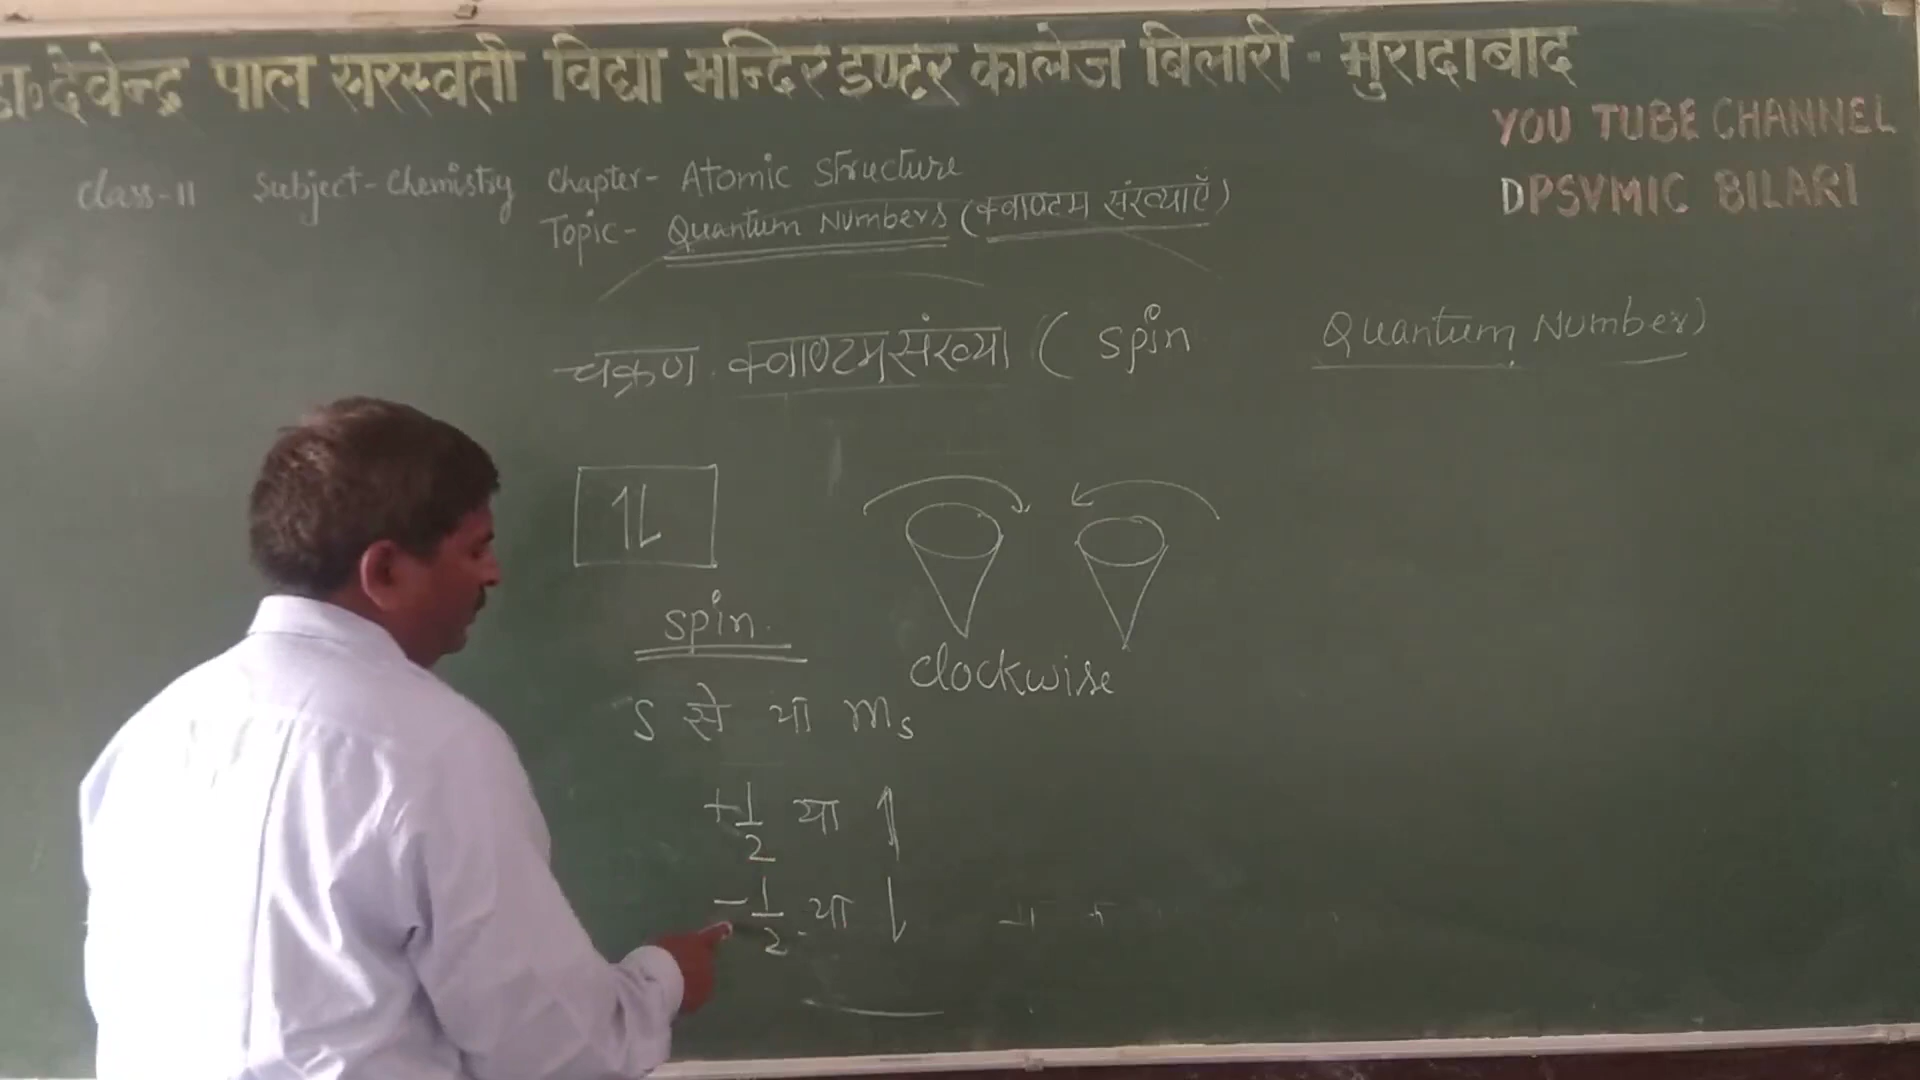 डा॰देवेन्द्र पाल सरस्वती विद्या मन्दिर इण्टर कालेज बिलारी - मुरादाबाद
YOU TUBE CHANNEL
DPSVMIC BILARI
Class-11 Subject-Chemistry Chapter- Atomic Structure
Topic- Quantum Numbers (क्वाण्टम संख्याएँ)
चक्रण क्वाण्टम संख्या ( spin Quantum Number)
1L
spin.
clockwise
S से या ms
+1/2 या ↑
-1/2 या ↓